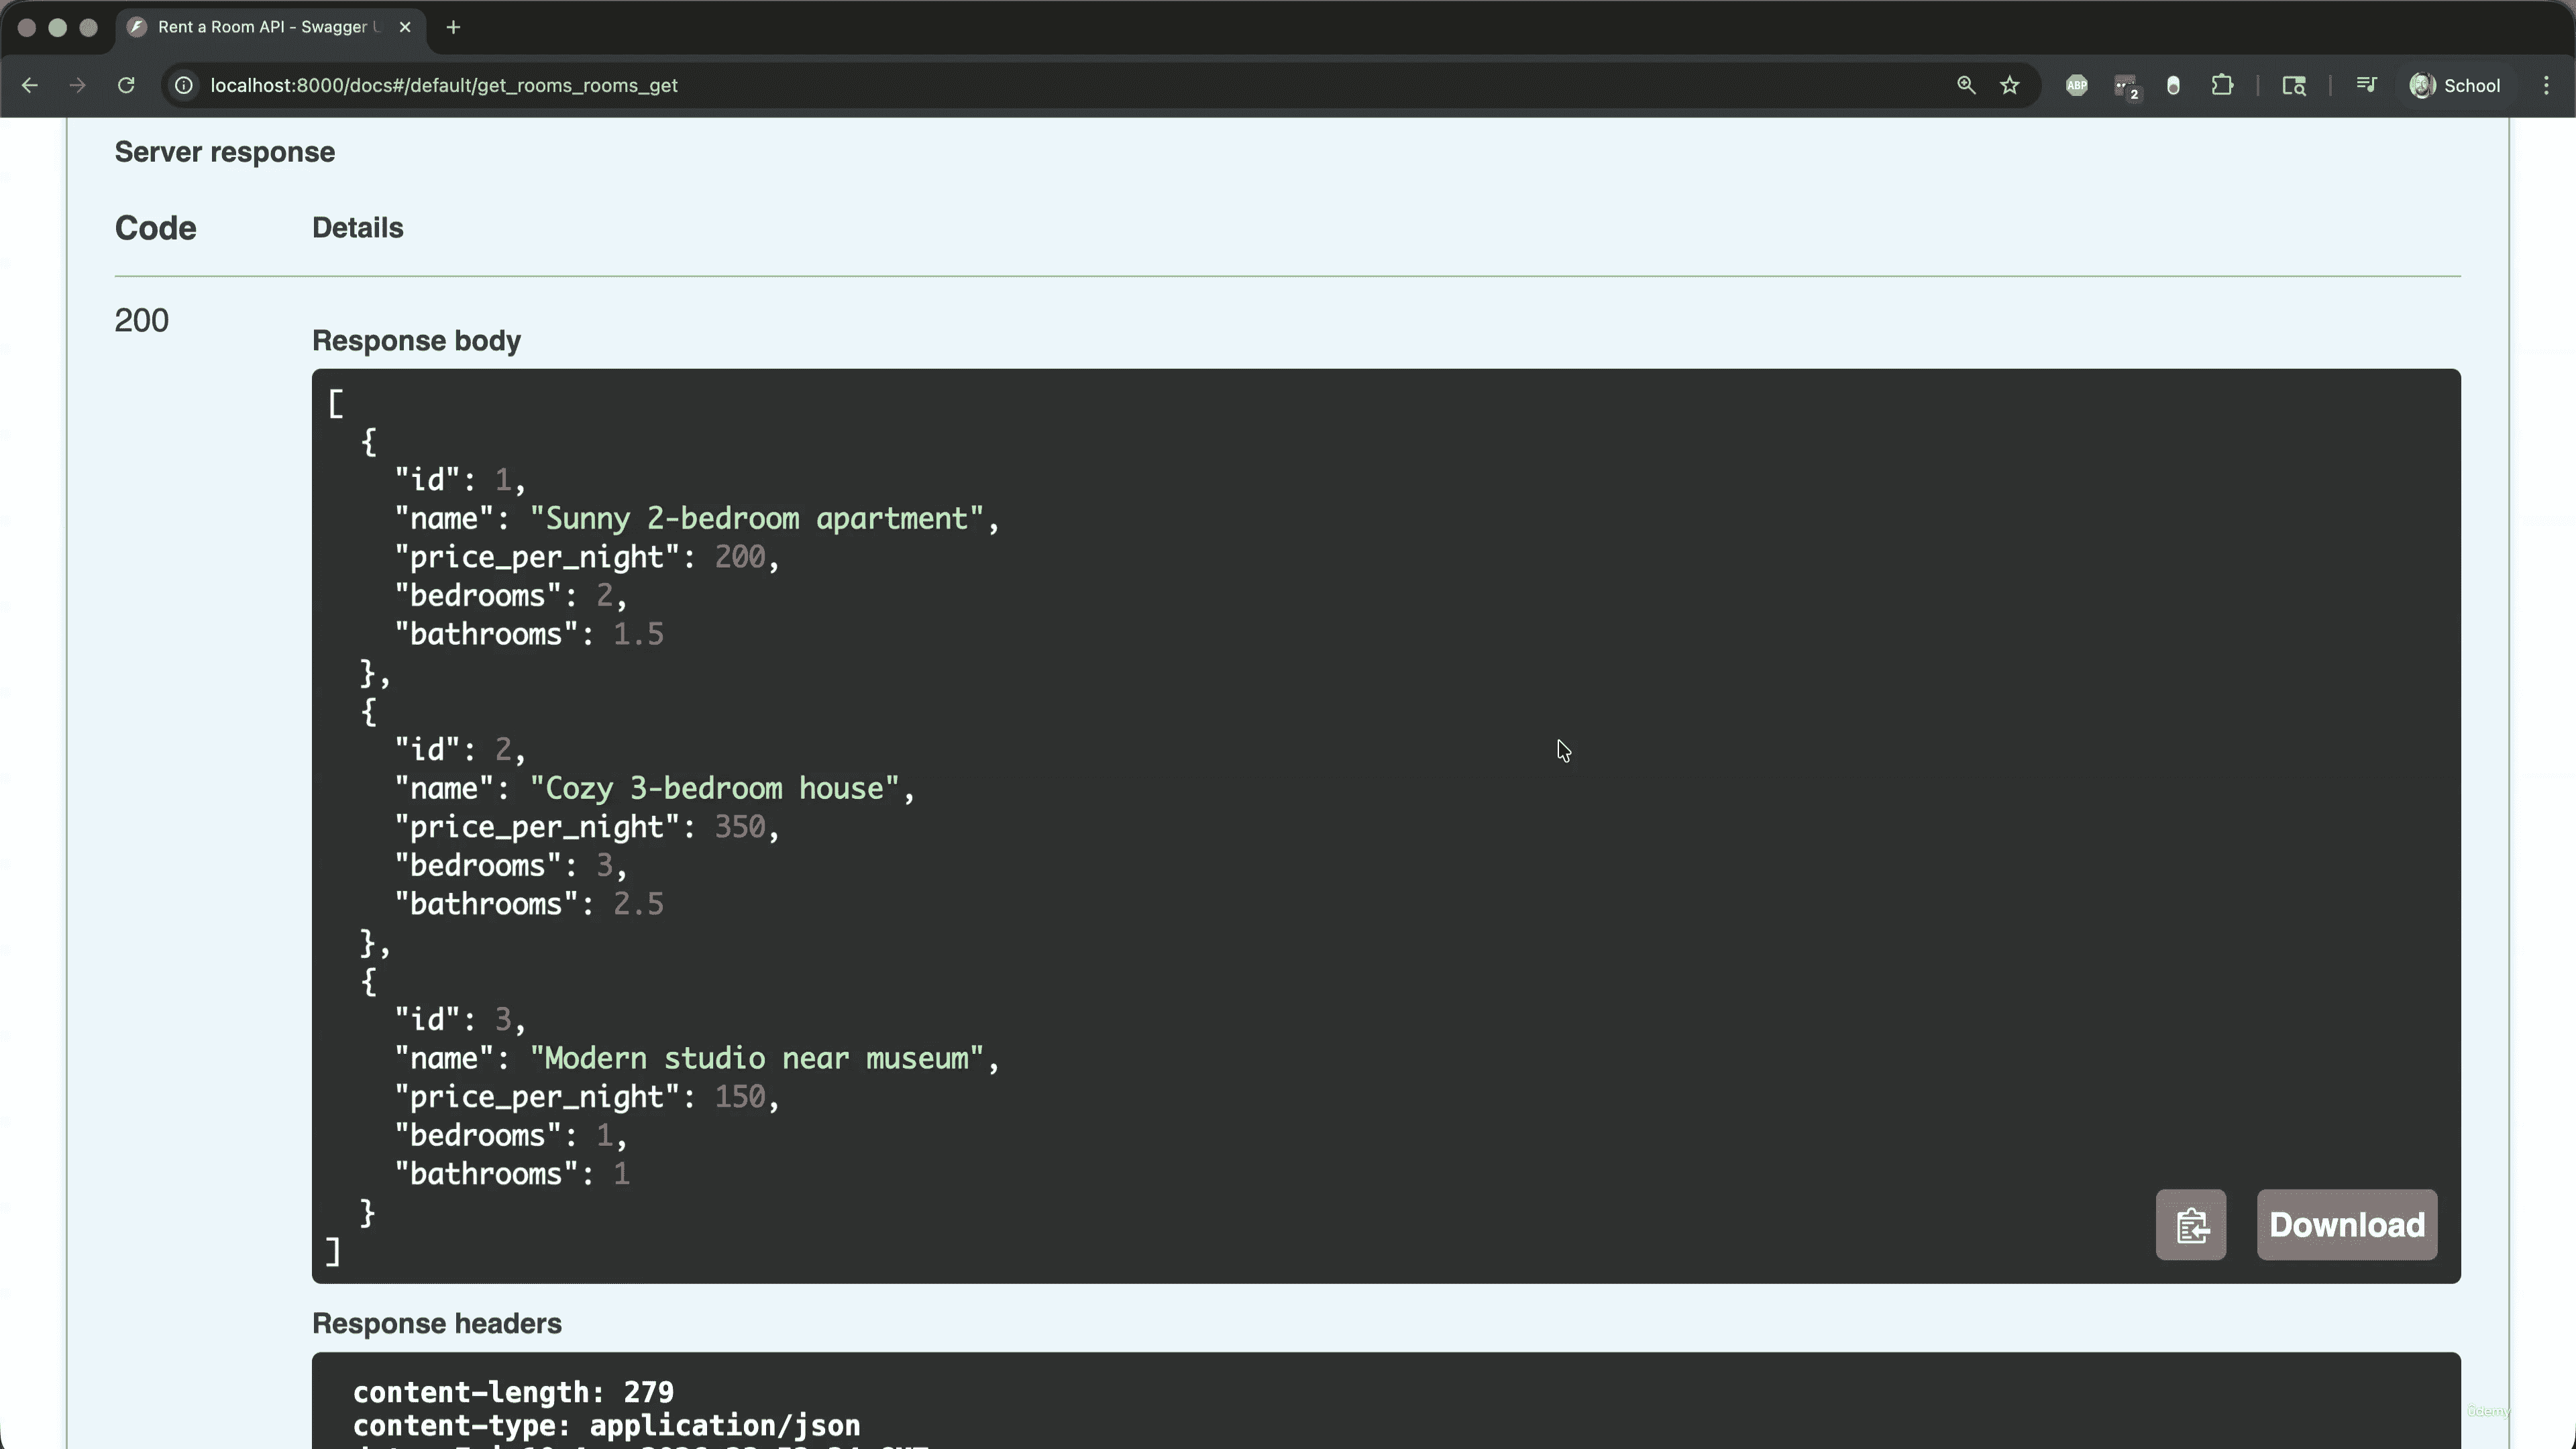 Rent a Room API - Swagger U
localhost:8000/docs#/default/get_rooms_rooms_get
ABP
2
School
Server response
Code Details
200
Response body
[
{
"id": 1,
"name": "Sunny 2-bedroom apartment",
"price_per_night": 200,
"bedrooms": 2,
"bathrooms": 1.5
},
{
"id": 2,
"name": "Cozy 3-bedroom house",
"price_per_night": 350,
"bedrooms": 3,
"bathrooms": 2.5
},
{
"id": 3,
"name": "Modern studio near museum",
"price_per_night": 150,
"bedrooms": 1,
"bathrooms": 1
}
]
Download
Response headers
content-length: 279
content-type: application/json
udemy